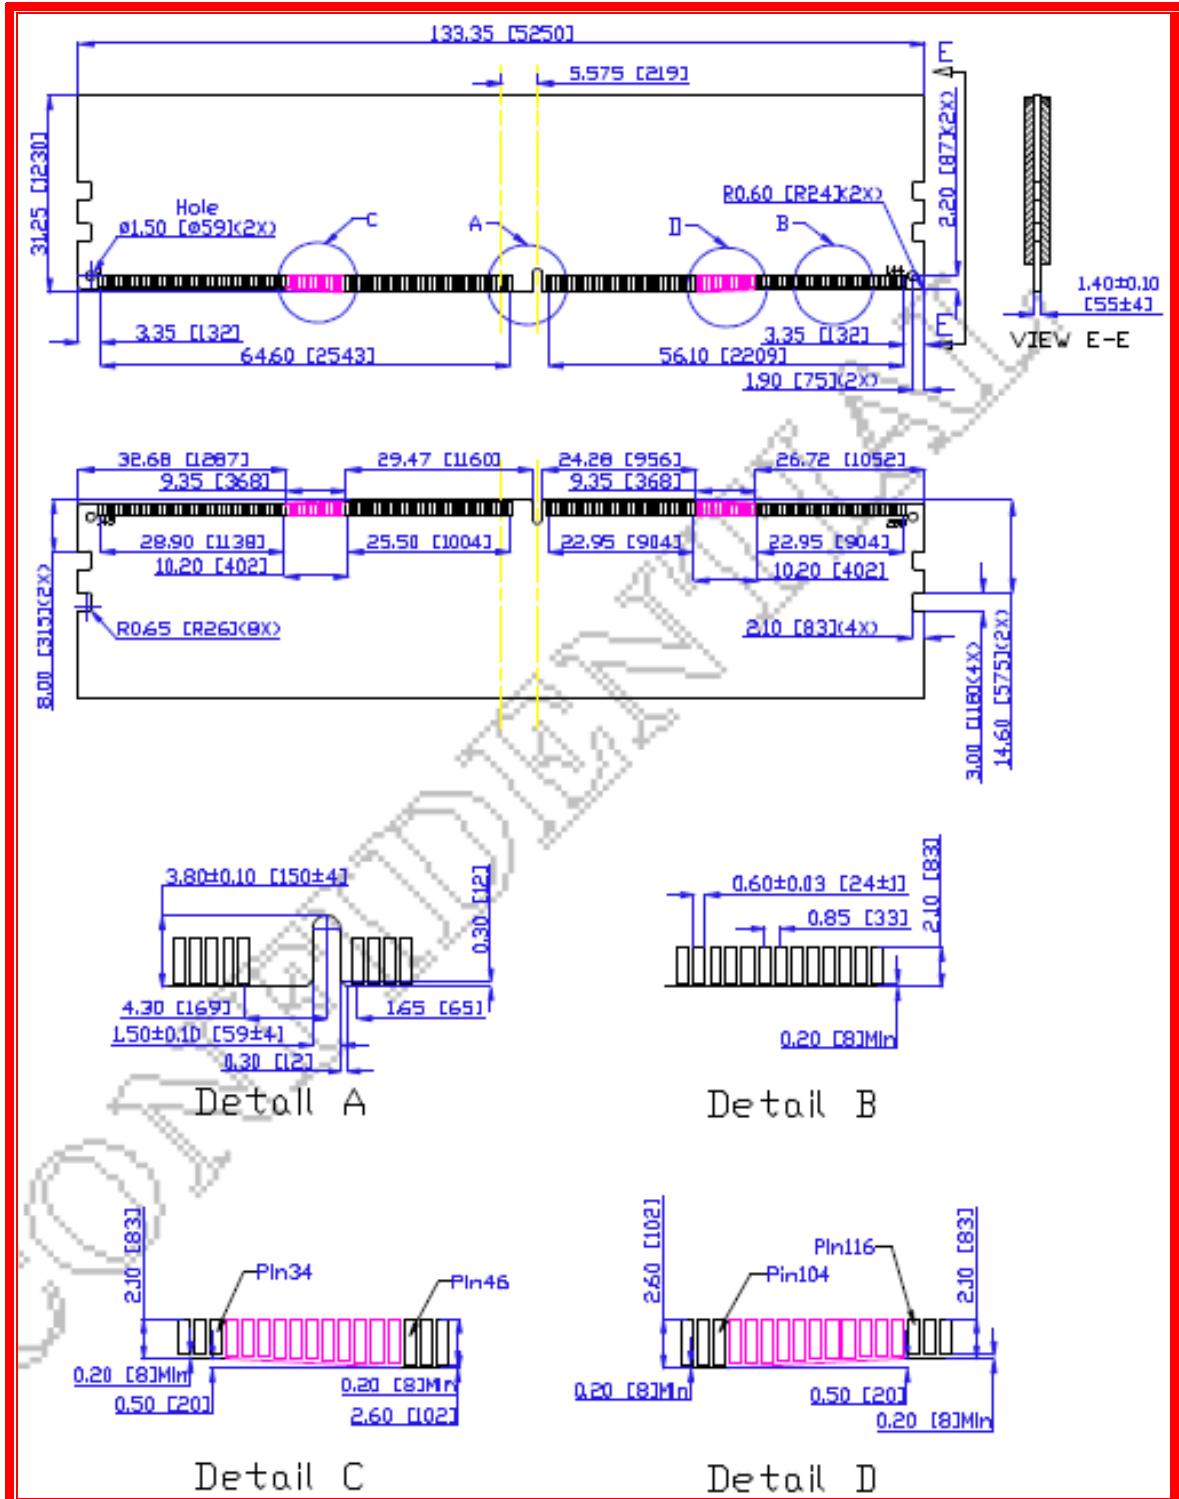 133.35 [5250]
5.575 [219]
E
31.25 [1230]
2.20 [87](2X)
R0.60 [R24](2X)
Hole
ø1.50 [ø59](2X)
C
A
D
B
144
1.40±0.10
[55±4]
3.35 [132]
3.35 [132]
E
VIEW E-E
64.60 [2543]
56.10 [2209]
1.90 [75](2X)
32.68 [1287]
29.47 [1160]
24.28 [956]
26.72 [1052]
9.35 [368]
9.35 [368]
28.90 [1138]
25.50 [1004]
22.95 [904]
22.95 [904]
10.20 [402]
10.20 [402]
R0.65 [R26](8X)
2.10 [83](4X)
8.00 [315](2X)
3.00 [118](4X)
14.60 [575](2X)
CONFIDENTIAL
3.80±0.10 [150±4]
0.30 [12]
4.30 [169]
1.65 [65]
1.50±0.10 [59±4]
0.30 [12]
Detail A
0.60±0.03 [24±1]
2.10 [83]
0.85 [33]
0.20 [8]Min
Detail B
2.10 [83]
Pin34
Pin46
0.20 [8]Min
0.50 [20]
0.20 [8]Min
2.60 [102]
Detail C
2.60 [102]
Pin116
Pin104
2.10 [83]
0.20 [8]Min
0.50 [20]
0.20 [8]Min
Detail D